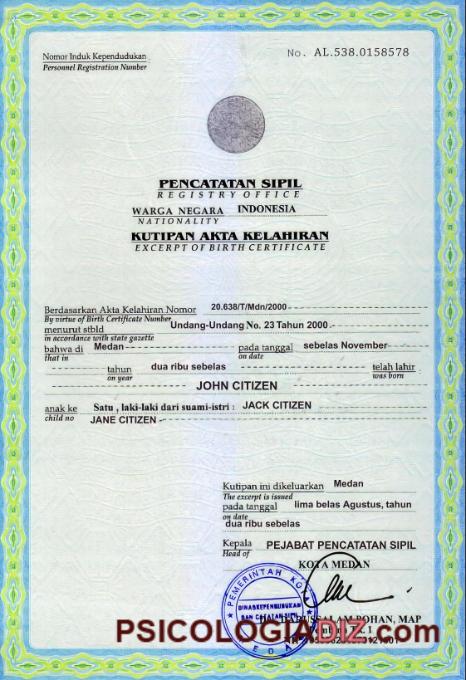 Nomor Induk Kependudukan
Personnel Registration Number
No. AL.538.0158578
PENCATATAN SIPIL
REGISTRY OFFICE
WARGA NEGARA INDONESIA
NATIONALITY
KUTIPAN AKTA KELAHIRAN
EXCERPT OF BIRTH CERTIFICATE
Berdasarkan Akta Kelahiran Nomor 20.638/T/Mdn/2000
By virtue of Birth Certificate Number
menurut stbld Undang-Undang No. 23 Tahun 2000
in accordance with state gazette
bahwa di Medan pada tanggal sebelas November
that in on date
tahun dua ribu sebelas telah lahir
on year was born
JOHN CITIZEN
anak ke Satu , laki-laki dari suami-istri : JACK CITIZEN
child no JANE CITIZEN
Kutipan ini dikeluarkan Medan
The excerpt is issued
pada tanggal lima belas Agustus, tahun
on date
dua ribu sebelas
Kepala PEJABAT PENCATATAN SIPIL
Head of
KOTA MEDAN
PEMERINTAH KOTA
DAN CATATAN SIPIL
MAP
PSICOLOGIADIZ.com